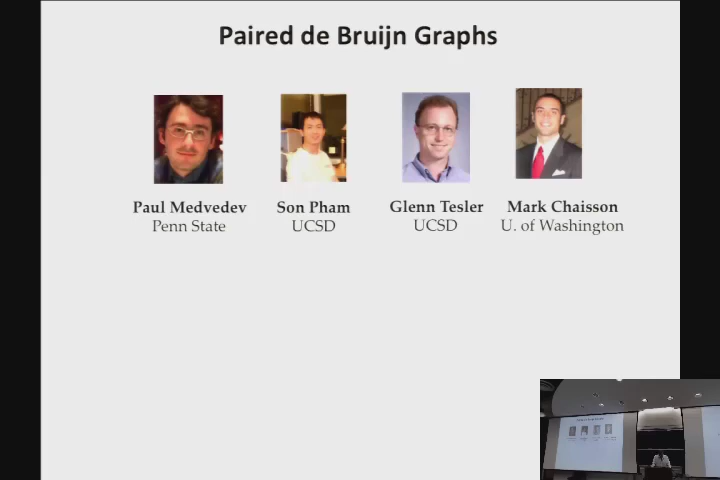 Paired de Bruijn Graphs
Paul Medvedev Son Pham Glenn Tesler Mark Chaisson
Penn State UCSD UCSD U. of Washington